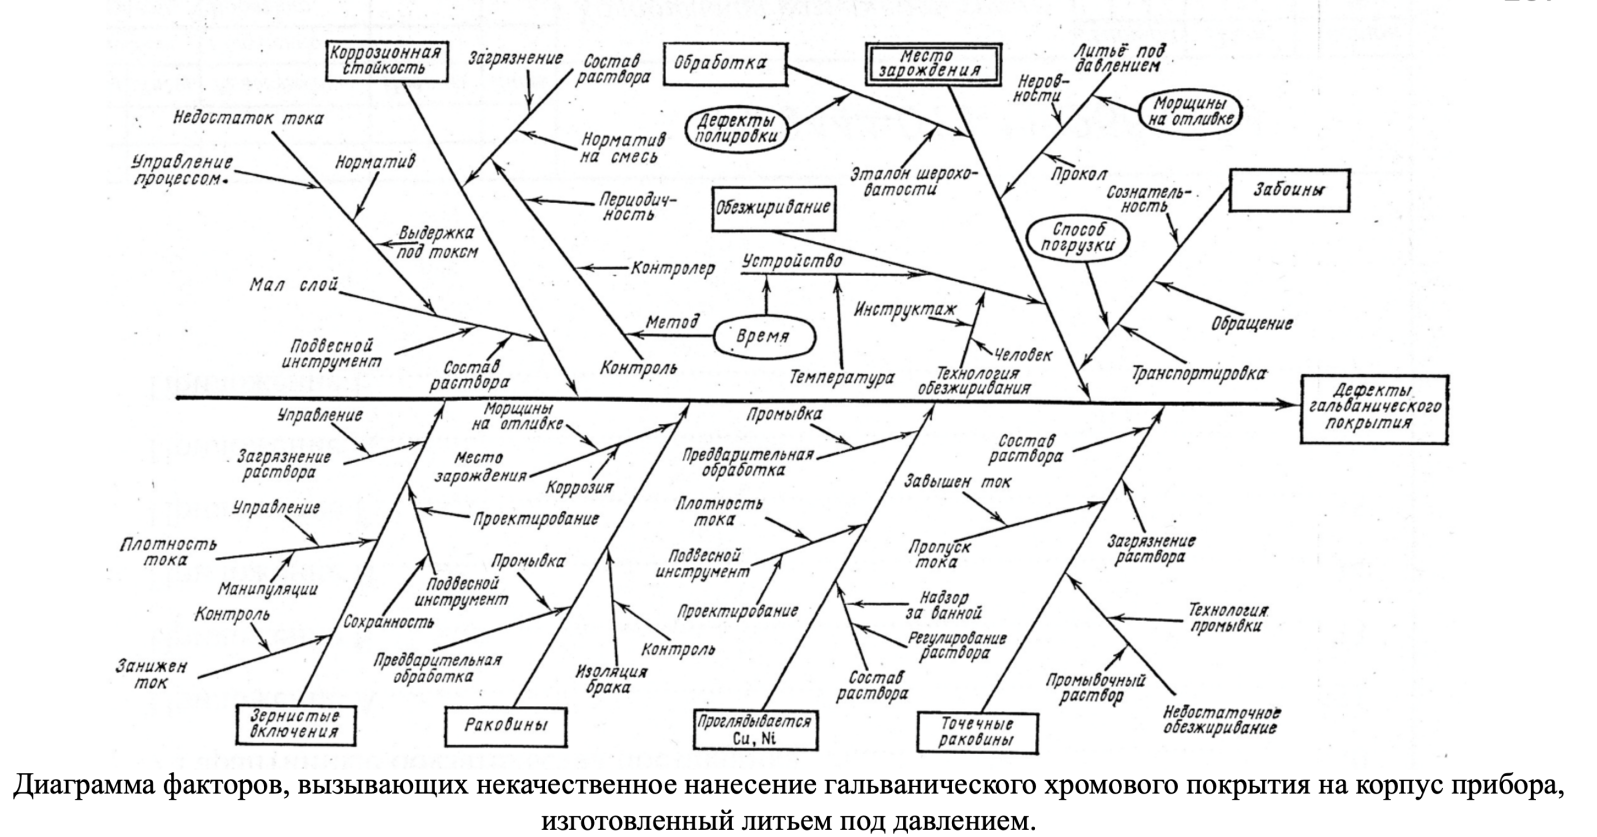 Коррозионная
стойкость
Загрязнение
Состав
раствора
Обработка
Место
зарождения
Литьё под
давлением
Неров-
ности
Морщины
на отливке
Недостаток тока
Дефекты
полировки
Управление
процессом.
Норматив
Норматив
на смесь
Эталон шерохо-
ватости
Прокол
Сознатель-
ность
Забоины
Периодич-
ность
Обезжиривание
Способ
погрузки
Выдержка
под током
Контролер
Устройство
Мал слой
Инструктаж
Обращение
Метод
Время
Подвесной
инструмент
Состав
раствора
Контроль
Температура
Человек
Технология
обезжиривания
Транспортировка
Дефекты
гальванического
покрытия
Управление
Морщины
на отливке
Промывка
Загрязнение
раствора
Место
зарождения
Коррозия
Предварительная
обработка
Состав
раствора
Завышен ток
Управление
Проектирование
Плотность
тока
Плотность
тока
Манипуляции
Промывка
Подвесной
инструмент
Подвесной
инструмент
Пропуск
тока
Загрязнение
раствора
Контроль
Сохранность
Проектирование
Надзор
за ванной
Технология
промывки
Регулирование
раствора
Контроль
Занижен
ток
Предварительная
обработка
Изоляция
брака
Состав
раствора
Промывочный
раствор
Недостаточное
обезжиривание
Зернистые
включения
Раковины
Проглядывается
Cu, Ni
Точечные
раковины
Диаграмма факторов, вызывающих некачественное нанесение гальванического хромового покрытия на корпус прибора,
изготовленный литьем под давлением.